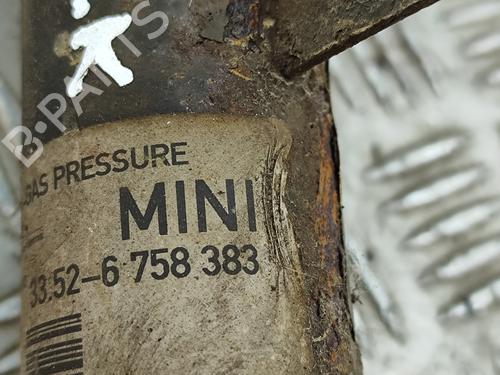 B-PARTS
GAS PRESSURE
MINI
33.52-6 758 383